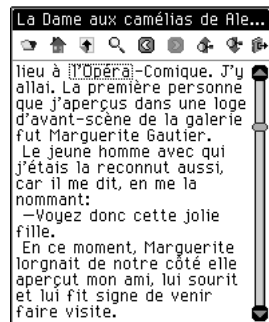 La Dame aux camélias de Ale...
lieu à l'Opéra-Comique. J'y
allai. La première personne
que j'aperçus dans une loge
d'avant-scène de la galerie
fut Marguerite Gautier.
Le jeune homme avec qui
j'étais la reconnut aussi,
car il me dit, en me la
nommant:
—Voyez donc cette jolie
fille.
En ce moment, Marguerite
lorgnait de notre côté elle
aperçut mon ami, lui sourit
et lui fit signe de venir
faire visite.